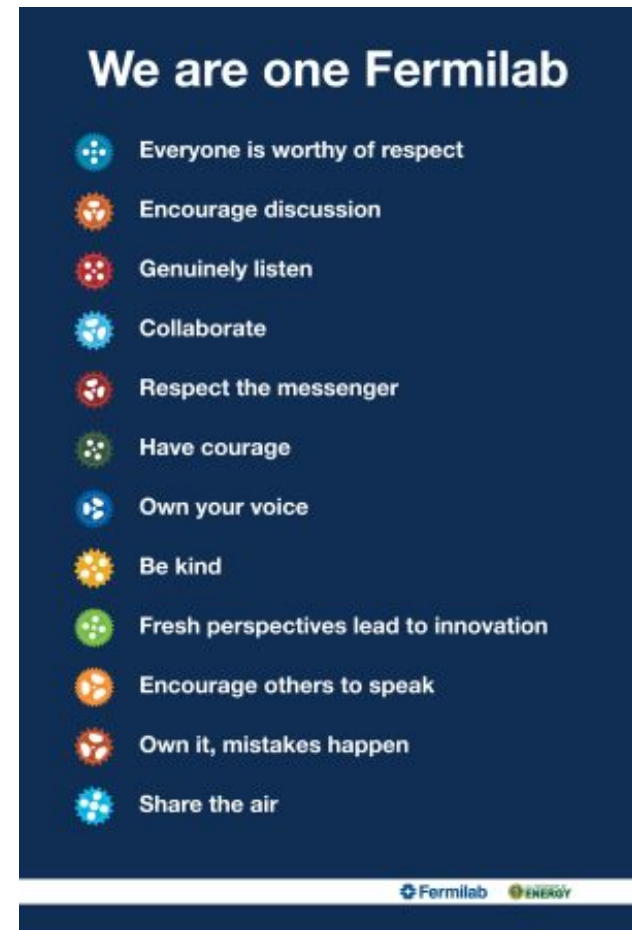 We are one Fermilab
Everyone is worthy of respect
Encourage discussion
Genuinely listen
Collaborate
Respect the messenger
Have courage
Own your voice
Be kind
Fresh perspectives lead to innovation
Encourage others to speak
Own it, mistakes happen
Share the air
Fermilab ENERGY